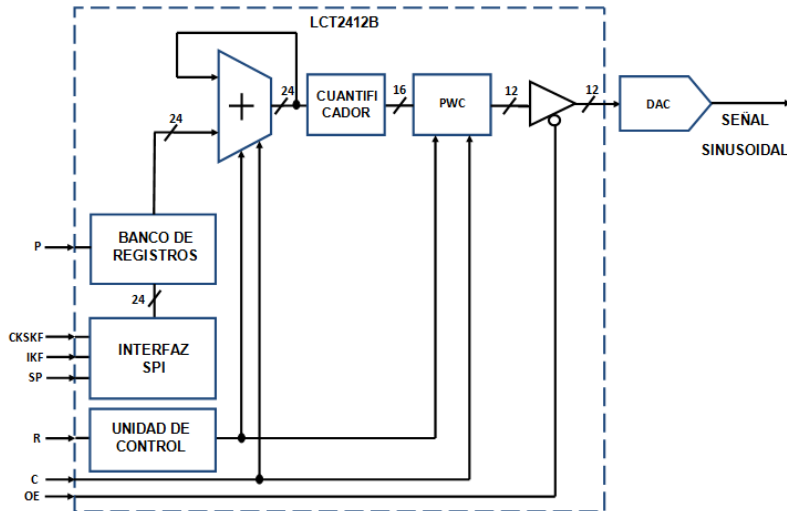 LCT2412B
24
CUANTIFI
CADOR
16
PWC
12
12
DAC
SEÑAL
SINUSOIDAL
24
P
BANCO DE
REGISTROS
24
CKSKF
IKF
SP
INTERFAZ
SPI
R
UNIDAD DE
CONTROL
C
OE
+